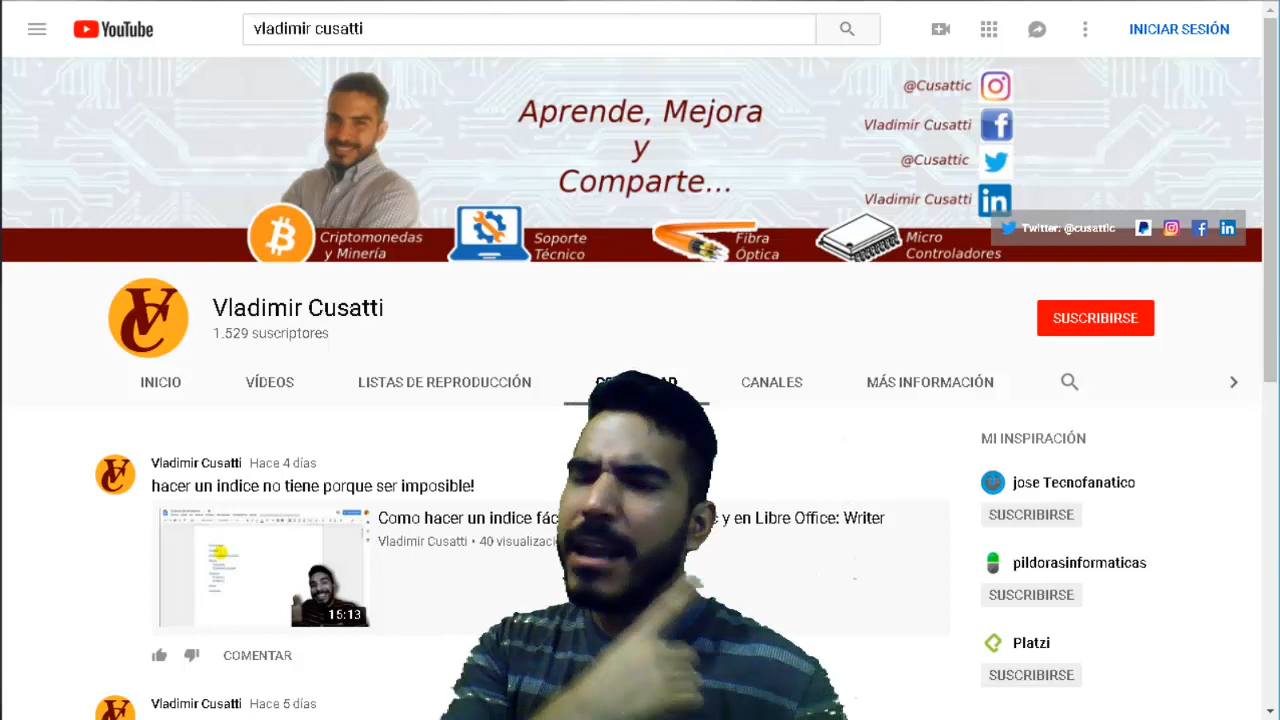 YouTube
vladimir cusatti
INICIAR SESIÓN
Aprende, Mejora
y
Comparte...
@Cusattic
Vladimir Cusatti
@Cusattic
Vladimir Cusatti
in
Twitter: @cusattic
Criptomonedas
y Minería
Soporte
Técnico
Fibra
Óptica
Micro
Controladores
VC
Vladimir Cusatti
1.529 suscriptores
SUSCRIBIRSE
INICIO
VÍDEOS
LISTAS DE REPRODUCCIÓN
CANALES
MÁS INFORMACIÓN
Vladimir Cusatti Hace 4 días
hacer un indice no tiene porque ser imposible!
Como hacer un indice y en Libre Office: Writer
Vladimir Cusatti • 40
15:13
COMENTAR
Vladimir Cusatti Hace 5 días
MI INSPIRACIÓN
jose Tecnofanatico
SUSCRIBIRSE
pildorasinformaticas
SUSCRIBIRSE
Platzi
SUSCRIBIRSE